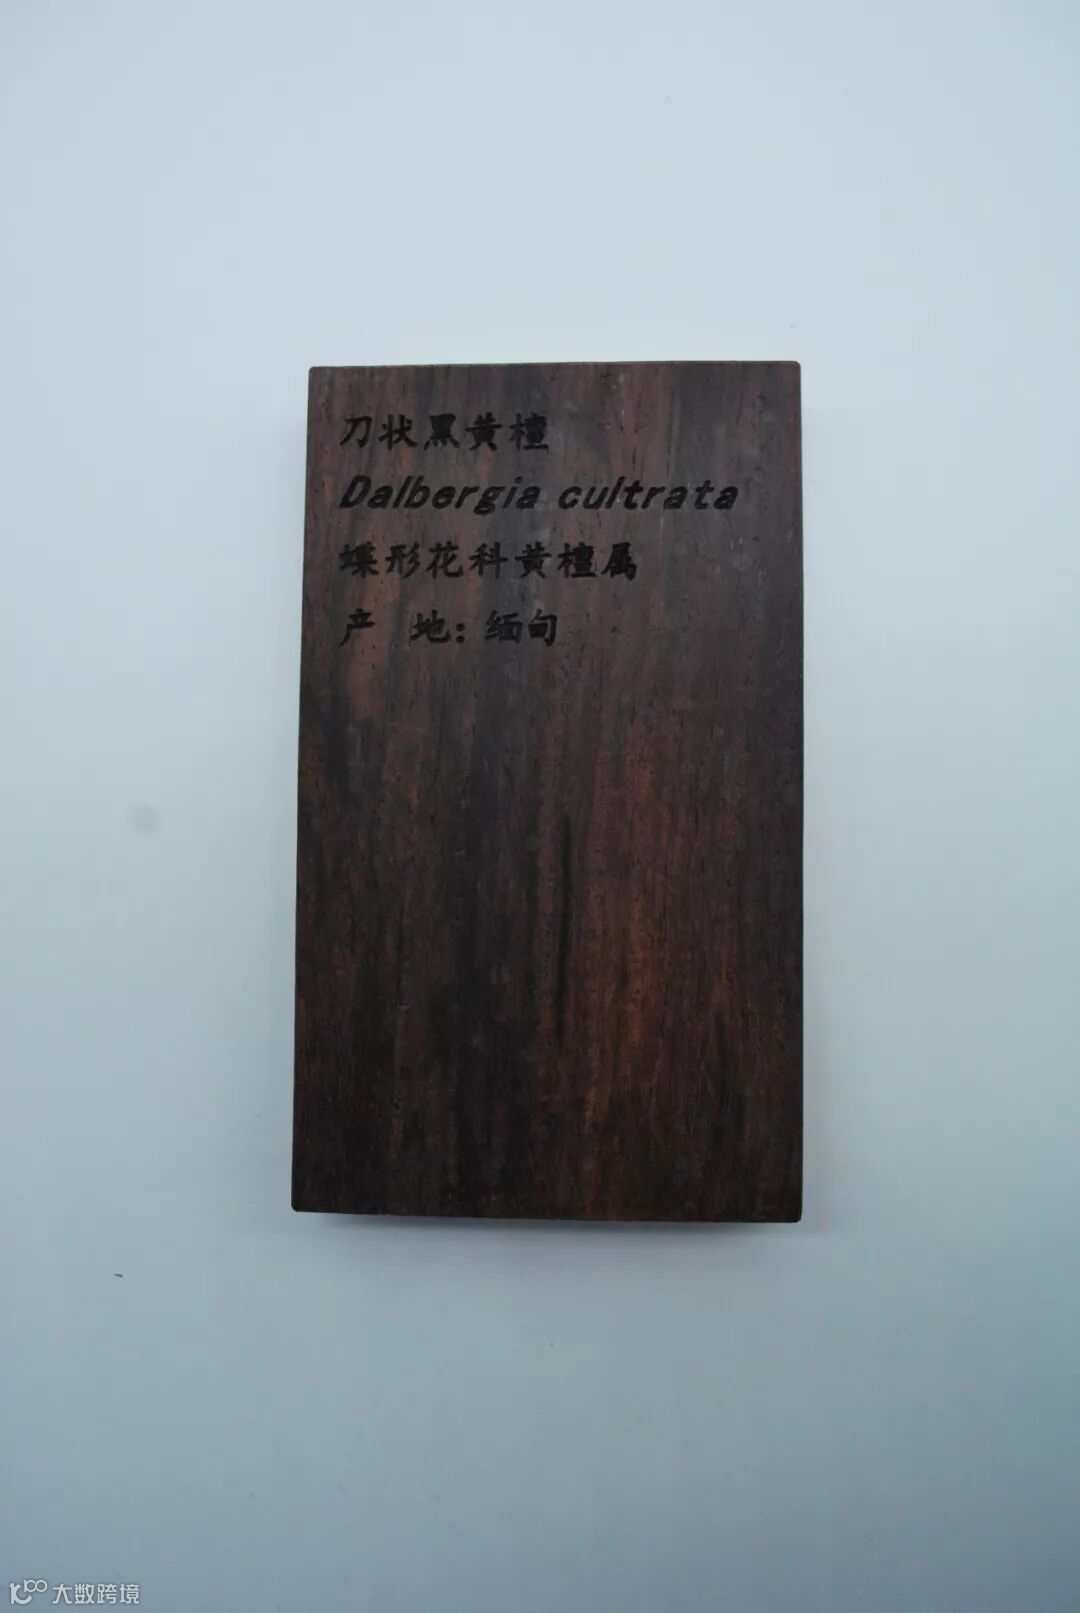 刀状黑黄檀
Dalbergia cultrata
蝶形花科黄檀属
产 地：缅甸
大数跨境